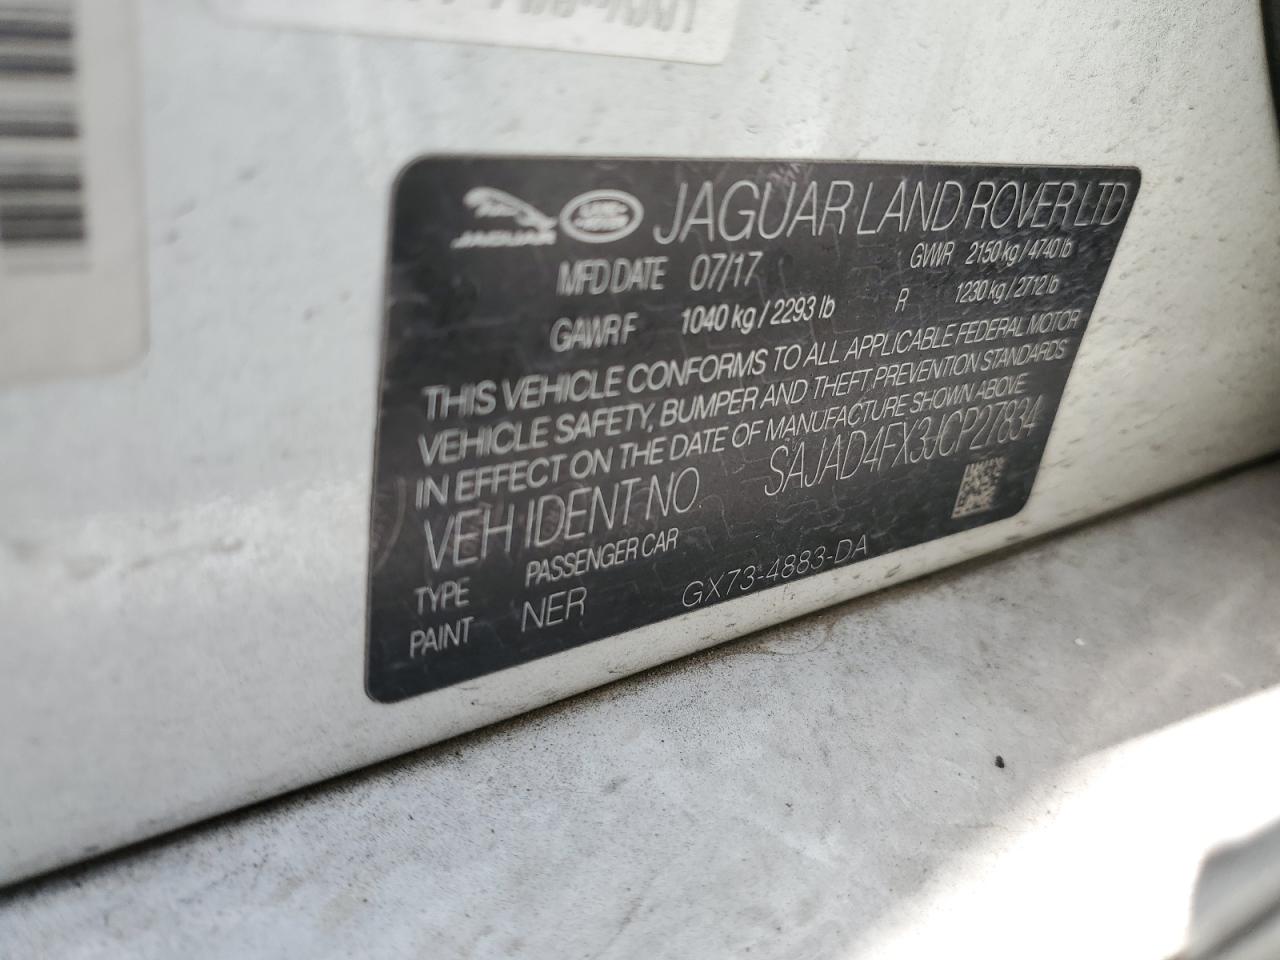 JAGUAR LAND ROVER LTD
JAGUAR
MFD DATE 07/17 GVWR 2150 kg / 4740 lb
GAWR F 1040 kg / 2293 lb R 1230 kg / 2712 lb
THIS VEHICLE CONFORMS TO ALL APPLICABLE FEDERAL MOTOR
VEHICLE SAFETY, BUMPER AND THEFT PREVENTION STANDARDS
IN EFFECT ON THE DATE OF MANUFACTURE SHOWN ABOVE
VEH IDENT NO SAJAD4FX3JCP27834
TYPE PASSENGER CAR
PAINT NER GX73-4883-DA